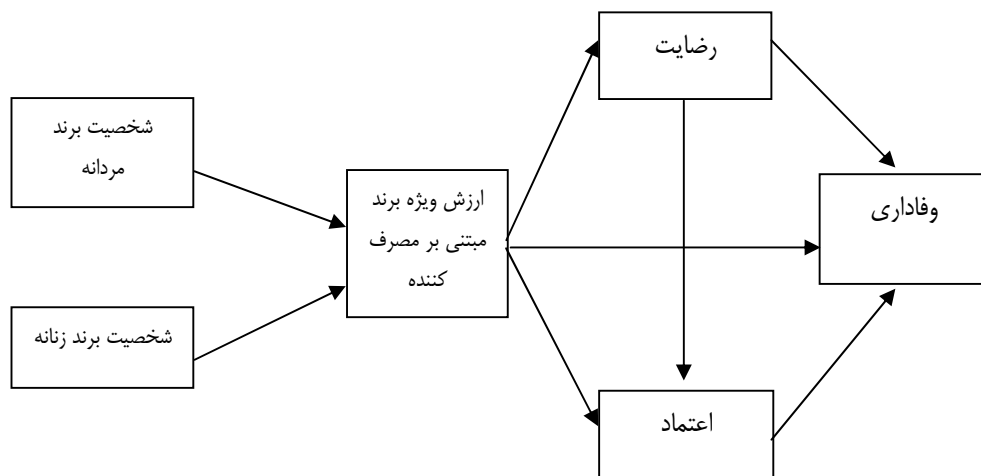 رضایت
شخصیت برند
مردانه
ارزش ویژه برند
مبتنی بر مصرف
کننده
وفاداری
شخصیت برند زنانه
اعتماد